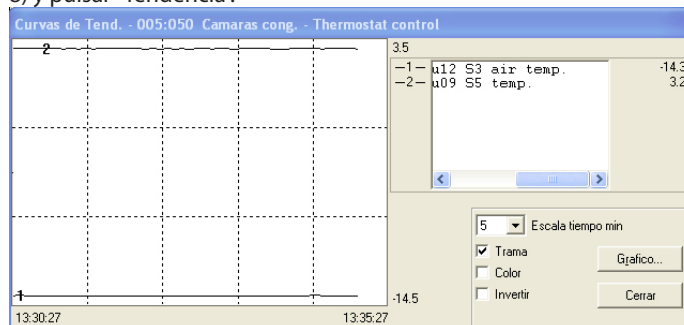 Curvas de Tend. - 005:050 Camaras cong. - Thermostat control
2
3.5
1 u12 S3 air temp. -14.3
2 u09 S5 temp. 3.2
5 Escala tiempo min
Trama
Grafico...
Color
1
-14.5
Invertir
Cerrar
13:30:27 13:35:27